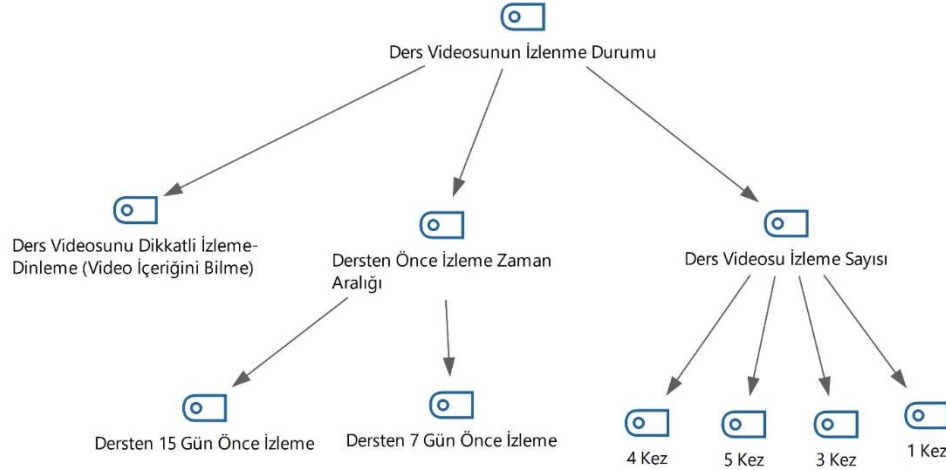 Ders Videosunun İzlenme Durumu
Ders Videosunu Dikkatli İzleme-
Dinleme (Video İçeriğini Bilme)
Dersten Önce İzleme Zaman
Aralığı
Ders Videosu İzleme Sayısı
Dersten 15 Gün Önce İzleme
Dersten 7 Gün Önce İzleme
4 Kez
5 Kez
3 Kez
1 Kez